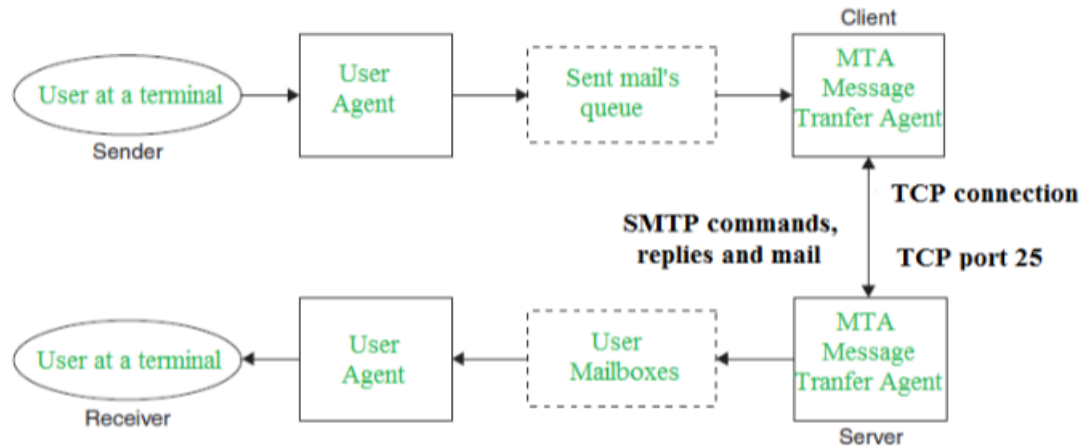 Client
User at a terminal
User
Agent
Sent mail's
queue
MTA
Message
Tranfer Agent
Sender
TCP connection
SMTP commands,
replies and mail
TCP port 25
User at a terminal
User
Agent
User
Mailboxes
MTA
Message
Tranfer Agent
Receiver
Server